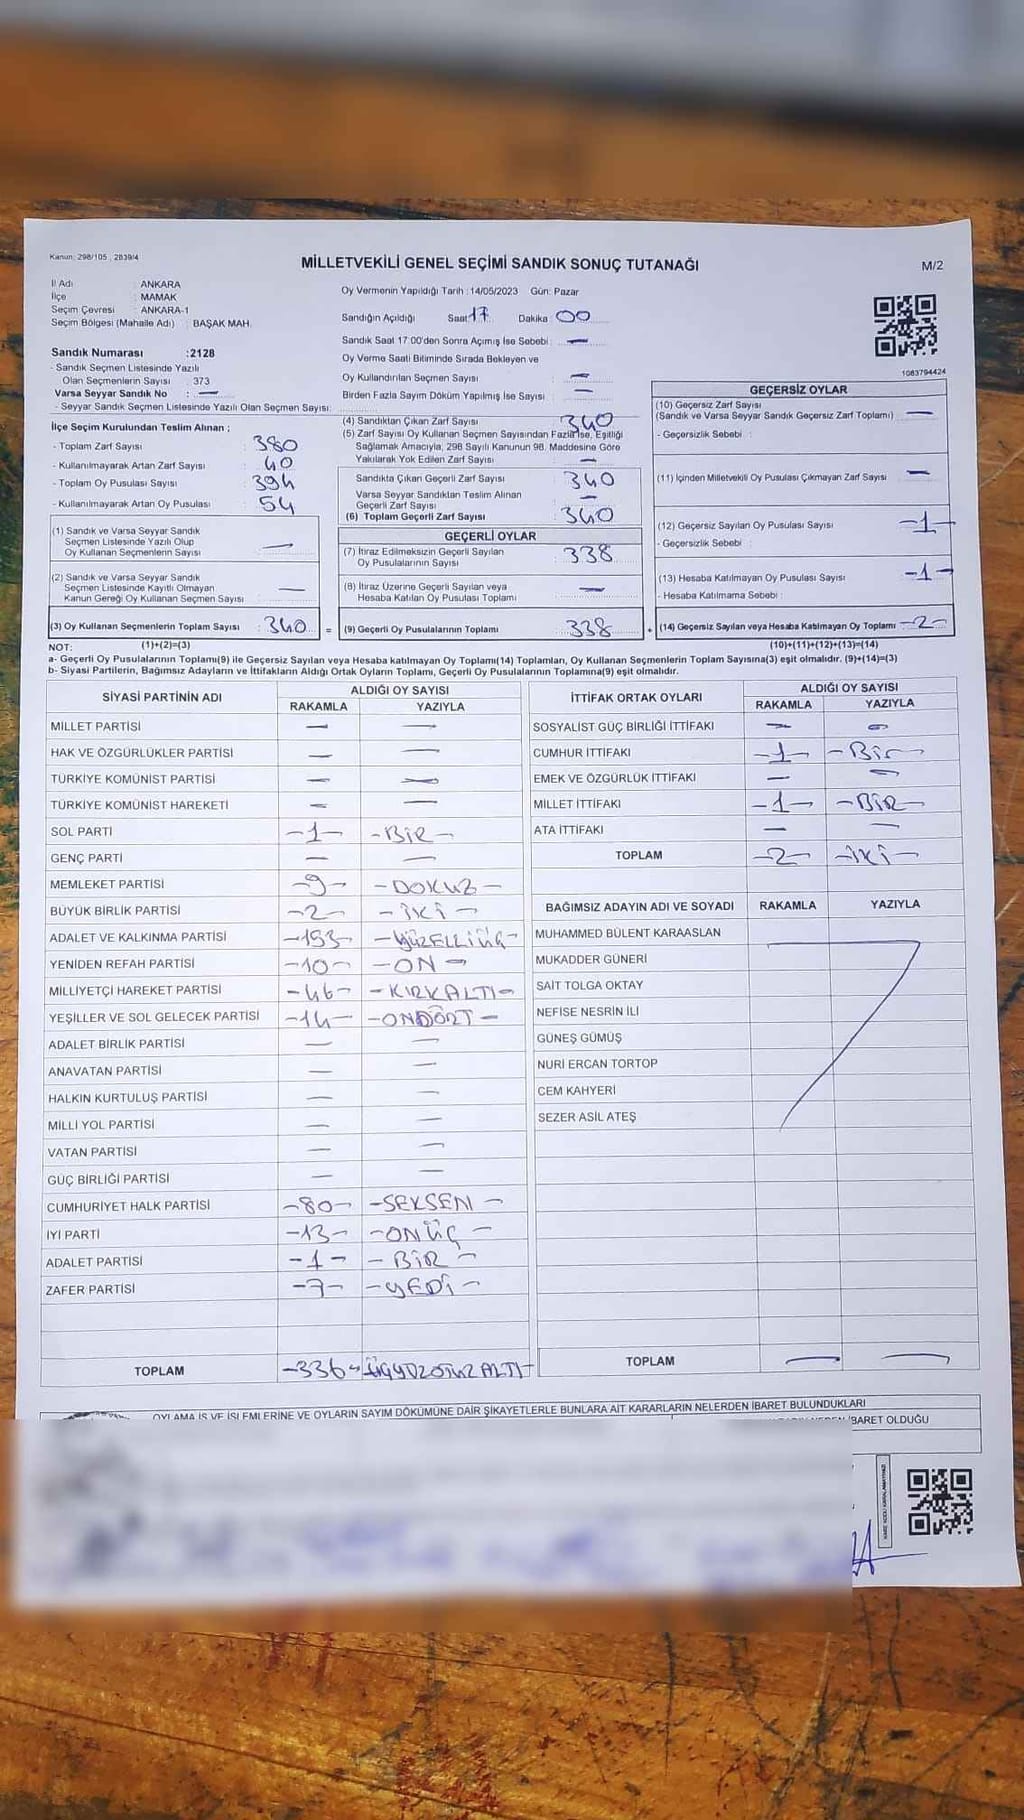 Kanun: 298/105 , 2839/4
MİLLETVEKİLİ GENEL SEÇİMİ SANDIK SONUÇ TUTANAĞI
M/2
İl Adı : ANKARA
İlçe : MAMAK
Seçim Çevresi : ANKARA-1
Seçim Bölgesi (Mahalle Adı) : BAŞAK MAH.
Oy Vermenin Yapıldığı Tarih :14/05/2023 Gün: Pazar
Sandığın Açıldığı Saat 17 Dakika 00
Sandık Saat 17:00'den Sonra Açımış İse Sebebi : —
Oy Verme Saati Bitiminde Sırada Bekleyen ve
Oy Kullandırılan Seçmen Sayısı : —
Birden Fazla Sayım Döküm Yapılmış İse Sayısı : —
1083794424
Sandık Numarası :2128
- Sandık Seçmen Listesinde Yazılı
Olan Seçmenlerin Sayısı : 373
Varsa Seyyar Sandık No : —
- Seyyar Sandık Seçmen Listesinde Yazılı Olan Seçmen Sayısı:
İlçe Seçim Kurulundan Teslim Alınan ;
- Toplam Zarf Sayısı : 380
- Kullanılmayarak Artan Zarf Sayısı : 40
- Toplam Oy Pusulası Sayısı : 394
- Kullanılmayarak Artan Oy Pusulası : 54
(1) Sandık ve Varsa Seyyar Sandık
Seçmen Listesinde Yazılı Olup
Oy Kullanan Seçmenlerin Sayısı : —
(2) Sandık ve Varsa Seyyar Sandık
Seçmen Listesinde Kayıtlı Olmayan
Kanun Gereği Oy Kullanan Seçmen Sayısı : —
(3) Oy Kullanan Seçmenlerin Toplam Sayısı : 340 =
(4) Sandıktan Çıkan Zarf Sayısı : 340
(5) Zarf Sayısı Oy Kullanan Seçmen Sayısından Fazla İse, Eşitliği
Sağlamak Amacıyla, 298 Sayılı Kanunun 98. Maddesine Göre
Yakılarak Yok Edilen Zarf Sayısı : —
Sandıkta Çıkan Geçerli Zarf Sayısı : 340
Varsa Seyyar Sandıktan Teslim Alınan
Geçerli Zarf Sayısı : —
(6) Toplam Geçerli Zarf Sayısı : 340
GEÇERLİ OYLAR
(7) İtiraz Edilmeksizin Geçerli Sayılan
Oy Pusulalarının Sayısı : 338
(8) İtiraz Üzerine Geçerli Sayılan veya
Hesaba Katılan Oy Pusulası Toplamı : —
(9) Geçerli Oy Pusulalarının Toplamı : 338 +
GEÇERSİZ OYLAR
(10) Geçersiz Zarf Sayısı
(Sandık ve Varsa Seyyar Sandık Geçersiz Zarf Toplamı) : —
- Geçersizlik Sebebi :
(11) İçinden Milletvekili Oy Pusulası Çıkmayan Zarf Sayısı : —
(12) Geçersiz Sayılan Oy Pusulası Sayısı : -1-
- Geçersizlik Sebebi :
(13) Hesaba Katılmayan Oy Pusulası Sayısı : -1-
- Hesaba Katılmama Sebebi :
(14) Geçersiz Sayılan veya Hesaba Katılmayan Oy Toplamı : -2-
NOT: (1)+(2)=(3) (10)+(11)+(12)+(13)=(14)
a- Geçerli Oy Pusulalarının Toplamı(9) ile Geçersiz Sayılan veya Hesaba katılmayan Oy Toplamı(14) Toplamları, Oy Kullanan Seçmenlerin Toplam Sayısına(3) eşit olmalıdır. (9)+(14)=(3)
b- Siyasi Partilerin, Bağımsız Adayların ve İttifakların Aldığı Ortak Oyların Toplamı, Geçerli Oy Pusulalarının Toplamına(9) eşit olmalıdır.
SİYASİ PARTİNİN ADI ALDIĞI OY SAYISI
RAKAMLA YAZIYLA
MİLLET PARTİSİ — —
HAK VE ÖZGÜRLÜKLER PARTİSİ — —
TÜRKİYE KOMÜNİST PARTİSİ — —
TÜRKİYE KOMÜNİST HAREKETİ — —
SOL PARTİ -1- -BİR-
GENÇ PARTİ — —
MEMLEKET PARTİSİ -9- -DOKUZ-
BÜYÜK BİRLİK PARTİSİ -2- -İKİ-
ADALET VE KALKINMA PARTİSİ -153- -YÜZELLİÜÇ-
YENİDEN REFAH PARTİSİ -10- -ON-
MİLLİYETÇİ HAREKET PARTİSİ -46- -KIRKALTI-
YEŞİLLER VE SOL GELECEK PARTİSİ -14- -ONDÖRT-
ADALET BİRLİK PARTİSİ — —
ANAVATAN PARTİSİ — —
HALKIN KURTULUŞ PARTİSİ — —
MİLLİ YOL PARTİSİ — —
VATAN PARTİSİ — —
GÜÇ BİRLİĞİ PARTİSİ — —
CUMHURİYET HALK PARTİSİ -80- -SEKSEN-
İYİ PARTİ -13- -ONÜÇ-
ADALET PARTİSİ -1- -BİR-
ZAFER PARTİSİ -7- -YEDİ-
TOPLAM -336- ÜÇYÜZOTUZALTI-
İTTİFAK ORTAK OYLARI ALDIĞI OY SAYISI
RAKAMLA YAZIYLA
SOSYALİST GÜÇ BİRLİĞİ İTTİFAKI — —
CUMHUR İTTİFAKI -1- -Bir-
EMEK VE ÖZGÜRLÜK İTTİFAKI — —
MİLLET İTTİFAKI -1- -BİR-
ATA İTTİFAKI — —
TOPLAM -2- -İKİ-
BAĞIMSIZ ADAYIN ADI VE SOYADI RAKAMLA YAZIYLA
MUHAMMED BÜLENT KARAASLAN
MUKADDER GÜNERİ
SAİT TOLGA OKTAY
NEFİSE NESRİN İLİ
GÜNEŞ GÜMÜŞ
NURİ ERCAN TORTOP
CEM KAHYERİ
SEZER ASİL ATEŞ
TOPLAM — —
OYLAMA İŞ VE İŞLEMLERİNE VE OYLARIN SAYIM DÖKÜMÜNE DAİR ŞİKAYETLERLE BUNLARA AİT KARARLARIN NELERDEN İBARET BULUNDUKLARI
İBARET OLDUĞU